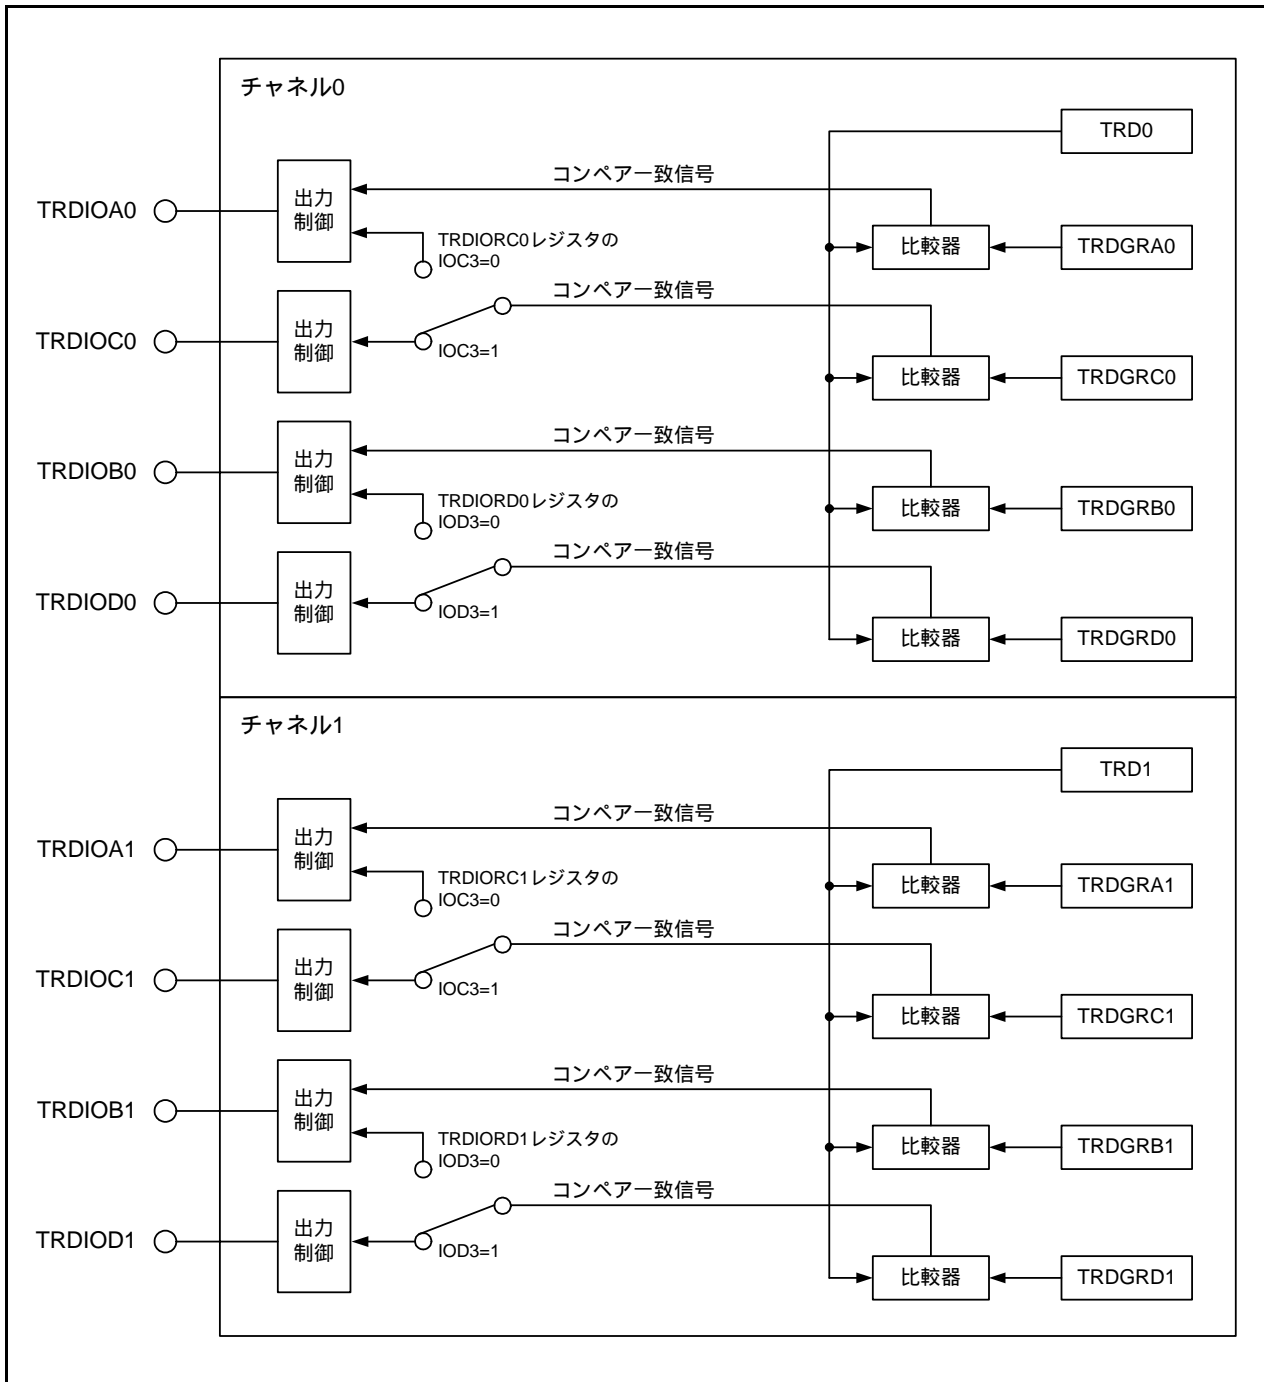 チャネル0
TRD0
コンペア一致信号
出力
制御
TRDIOA0
TRDIORC0レジスタの
IOC3=0
比較器
TRDGRA0
コンペア一致信号
出力
制御
TRDIOC0
IOC3=1
比較器
TRDGRC0
コンペア一致信号
出力
制御
TRDIOB0
TRDIORD0レジスタの
IOD3=0
比較器
TRDGRB0
コンペア一致信号
出力
制御
TRDIOD0
IOD3=1
比較器
TRDGRD0
チャネル1
TRD1
コンペア一致信号
出力
制御
TRDIOA1
TRDIORC1レジスタの
IOC3=0
比較器
TRDGRA1
コンペア一致信号
出力
制御
TRDIOC1
IOC3=1
比較器
TRDGRC1
コンペア一致信号
出力
制御
TRDIOB1
TRDIORD1レジスタの
IOD3=0
比較器
TRDGRB1
コンペア一致信号
出力
制御
TRDIOD1
IOD3=1
比較器
TRDGRD1